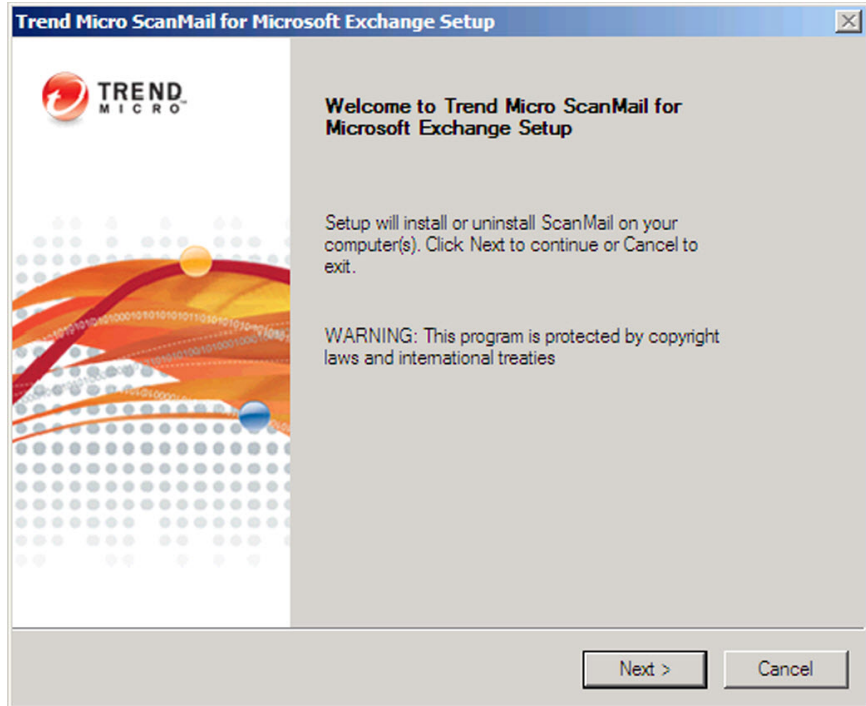 Trend Micro ScanMail for Microsoft Exchange Setup
TREND
MICRO™
Welcome to Trend Micro ScanMail for
Microsoft Exchange Setup
Setup will install or uninstall ScanMail on your
computer(s). Click Next to continue or Cancel to
exit.
WARNING: This program is protected by copyright
laws and international treaties
Next >
Cancel